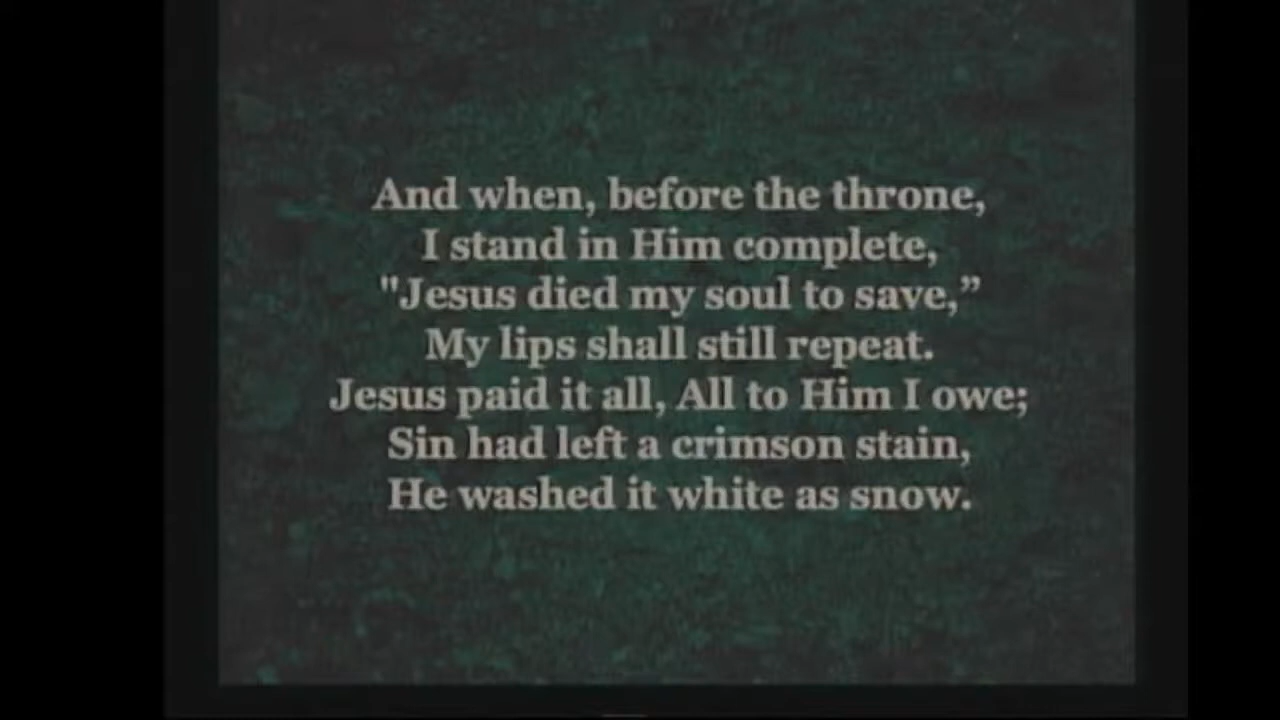 And when, before the throne,
I stand in Him complete,
"Jesus died my soul to save,”
My lips shall still repeat.
Jesus paid it all, All to Him I owe;
Sin had left a crimson stain,
He washed it white as snow.